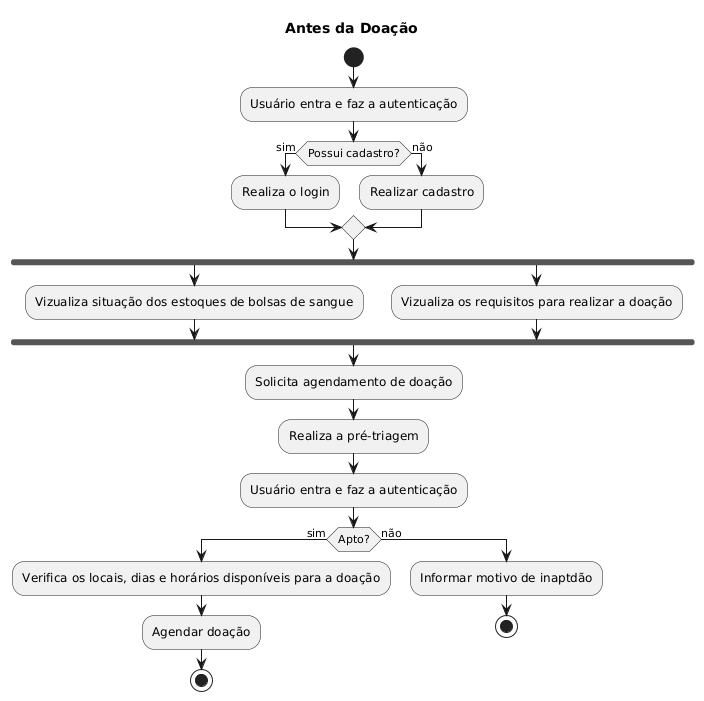 Antes da Doação
Usuário entra e faz a autenticação
Possui cadastro?
sim
não
Realiza o login
Realizar cadastro
Vizualiza situação dos estoques de bolsas de sangue
Vizualiza os requisitos para realizar a doação
Solicita agendamento de doação
Realiza a pré-triagem
Usuário entra e faz a autenticação
Apto?
sim
não
Verifica os locais, dias e horários disponíveis para a doação
Informar motivo de inaptdão
Agendar doação